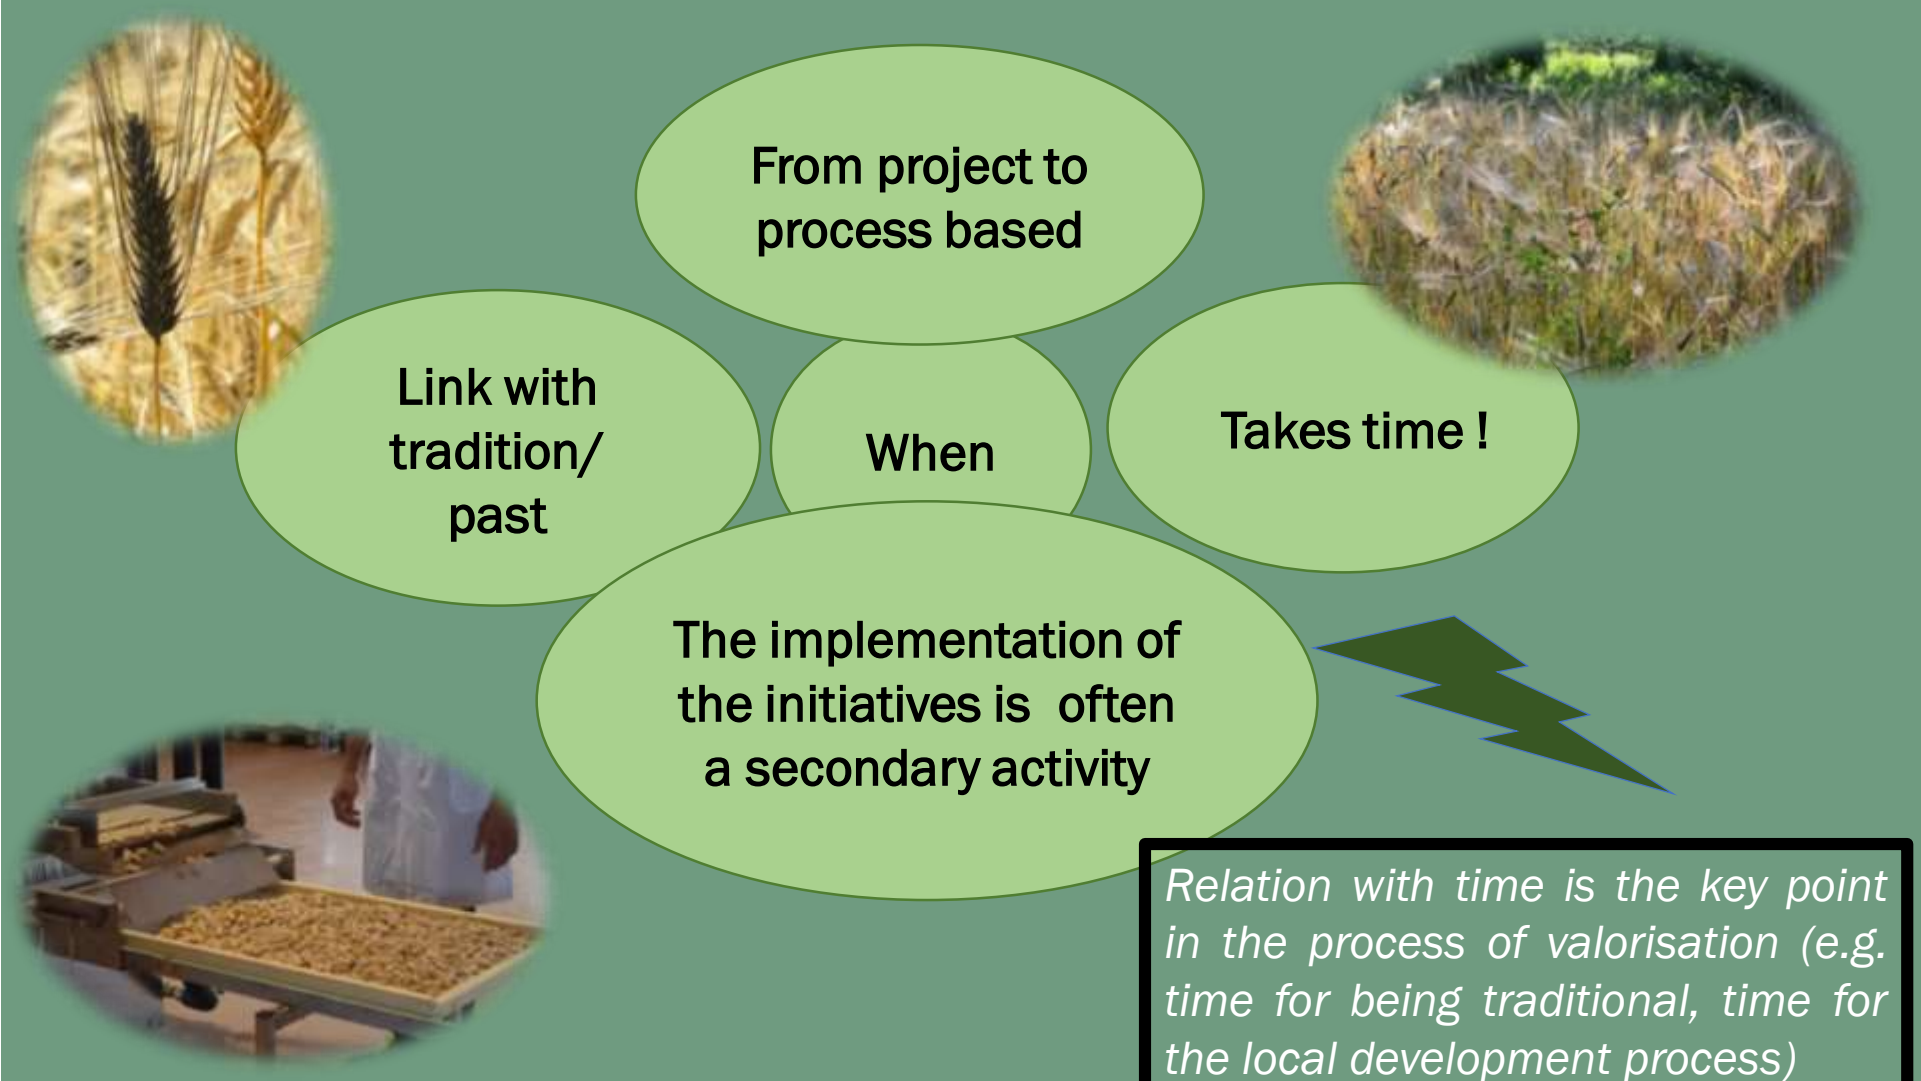 From project to
process based
Link with
tradition/
past
When
Takes time !
The implementation of
the initiatives is often
a secondary activity
Relation with time is the key point
in the process of valorisation (e.g.
time for being traditional, time for
the local development process)